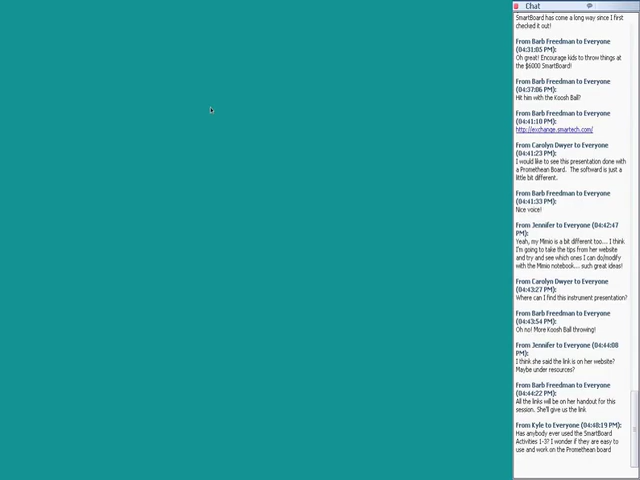 Chat
SmartBoard has come a long way since I first
checked it out!
From Barb Freedman to Everyone
(04:31:05 PM):
Oh great! Encourage kids to throw things at
the $6000 SmartBoard!
From Barb Freedman to Everyone
(04:37:06 PM):
Hit him with the Koosh Ball?
From Barb Freedman to Everyone
(04:41:10 PM):
http://exchange.smartech.com/
From Carolyn Dwyer to Everyone
(04:41:23 PM):
I would like to see this presentation done with
a Promethean Board. The softward is just a
little bit different.
From Barb Freedman to Everyone
(04:41:33 PM):
Nice voice!
From Jennifer to Everyone (04:42:47
PM):
Yeah, my Mimio is a bit different too... I think
I'm going to take the tips from her website
and try and see which ones I can do/modify
with the Mimio notebook... such great ideas!
From Carolyn Dwyer to Everyone
(04:43:27 PM):
Where can I find this instrument presentation?
From Barb Freedman to Everyone
(04:43:54 PM):
Oh no! More Koosh Ball throwing!
From Jennifer to Everyone (04:44:08
PM):
I think she said the link is on her website?
Maybe under resources?
From Barb Freedman to Everyone
(04:44:22 PM):
All the links will be on her handout for this
session. She'll give us the link
From Kyle to Everyone (04:48:19 PM):
Has anybody ever used the SmartBoard
Activities 1-3? I wonder if they are easy to
use and work on the Promethean board